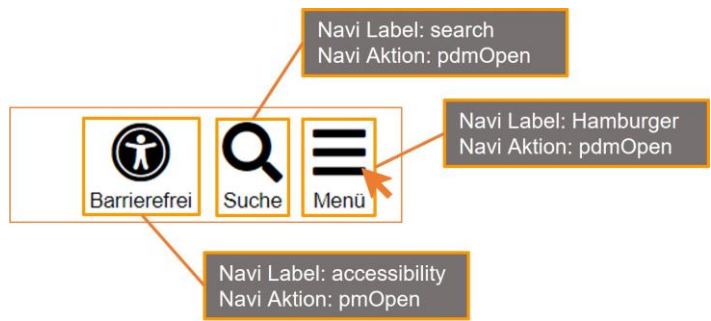 Navi Label: search
Navi Aktion: pdmOpen
Navi Label: Hamburger
Navi Aktion: pdmOpen
Barrierefrei
Suche
Menü
Navi Label: accessibility
Navi Aktion: pmOpen